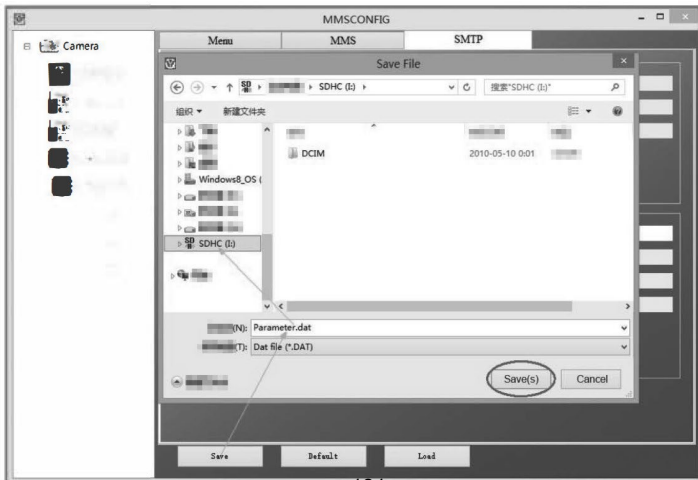 MMSCONFIG
Camera
Menu
MMS
SMTP
Save File
SDHC (I:)
搜索"SDHC (I:)"
组织
新建文件夹
DCIM
2010-05-10 0:01
Windows8_OS (
SDHC (I:)
(N):
Parameter.dat
(T):
Dat file (*.DAT)
Save(s)
Cancel
Save
Default
Load